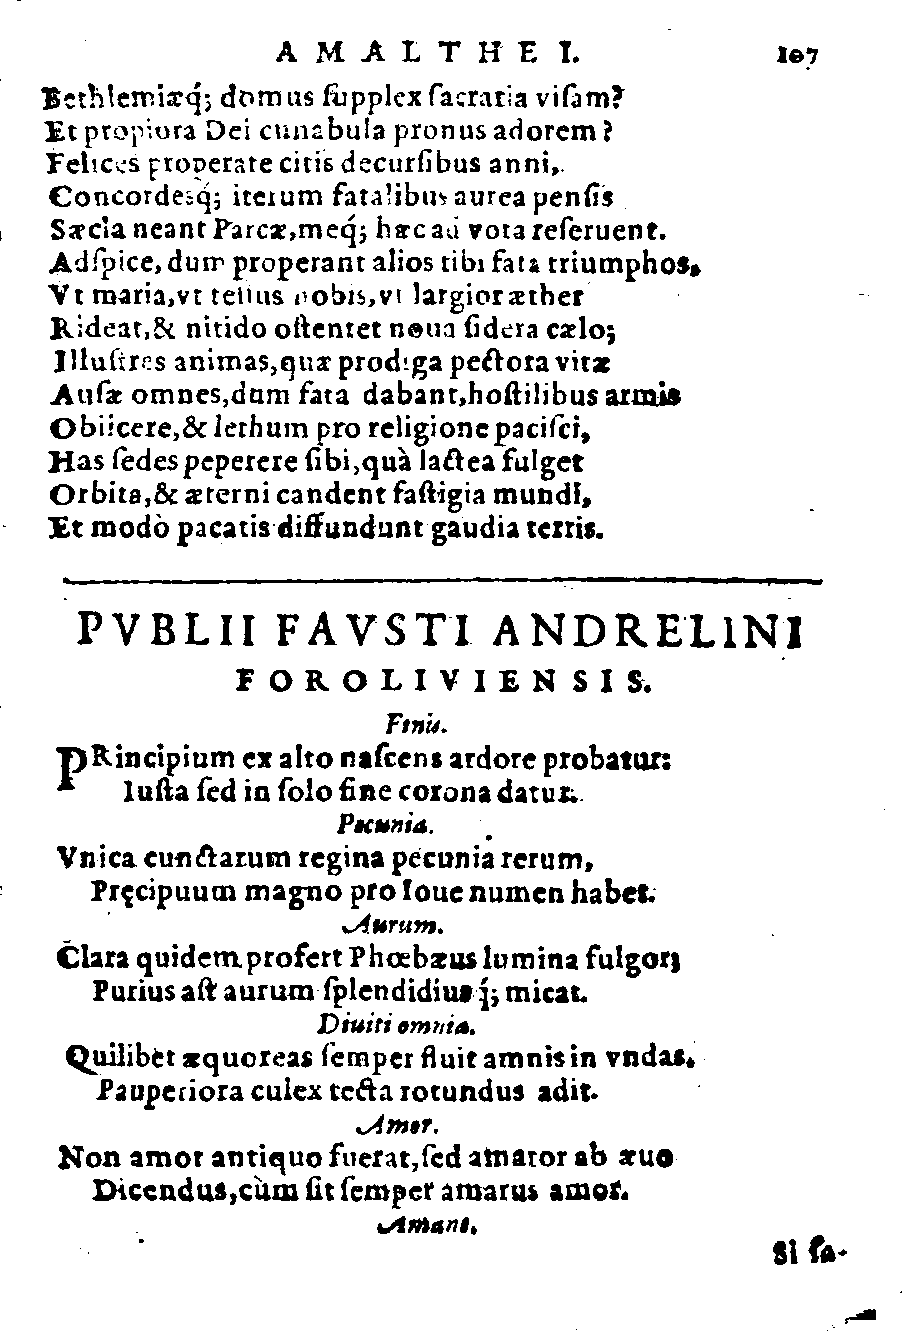 AMALTHEI. 107
Bethlemiæq́; domus ſupplex ſacratia viſam?
Et propiora Dei cunabula pronus adorem?
Felices properate citis decurſibus anni,
Concordesq́; iterum fatalibus aurea penſis
Sæcla neant Parcæ, meq́; hæc ad vota reſeruent.
Adſpice, dum properant alios tibi fata triumphos,
Vt maria, vt tellus nobis, vt largior æther
Rideat, & nitido oſtentet noua ſidera cælo;
Illuſtres animas, quæ prodiga pectora vitæ
Auſæ omnes, dum fata dabant, hoſtilibus armis
Obiicere, & lethum pro religione paciſci,
Has ſedes peperere ſibi, quà lactea fulget
Orbita, & æterni candent faſtigia mundi,
Et modò pacatis diffundunt gaudia terris.
PVBLII FAVSTI ANDRELINI
FOROLIVIENSIS.
Finis.
PRincipium ex alto naſcens ardore probatur:
Iuſta ſed in ſolo fine corona datur.
Pecunia.
Vnica cunctarum regina pecunia rerum,
Pręcipuum magno pro Ioue numen habet.
Aurum.
Clara quidem profert Phœbæus lumina fulgor;
Purius aſt aurum ſplendidiusq́; micat.
Diuiti omnia.
Quilibet æquoreas ſemper fluit amnis in vndas.
Pauperiora culex tecta rotundus adit.
Amor.
Non amor antiquo fuerat, ſed amaror ab æuo
Dicendus, cùm ſit ſemper amarus amor.
Amans.
Si ſa-